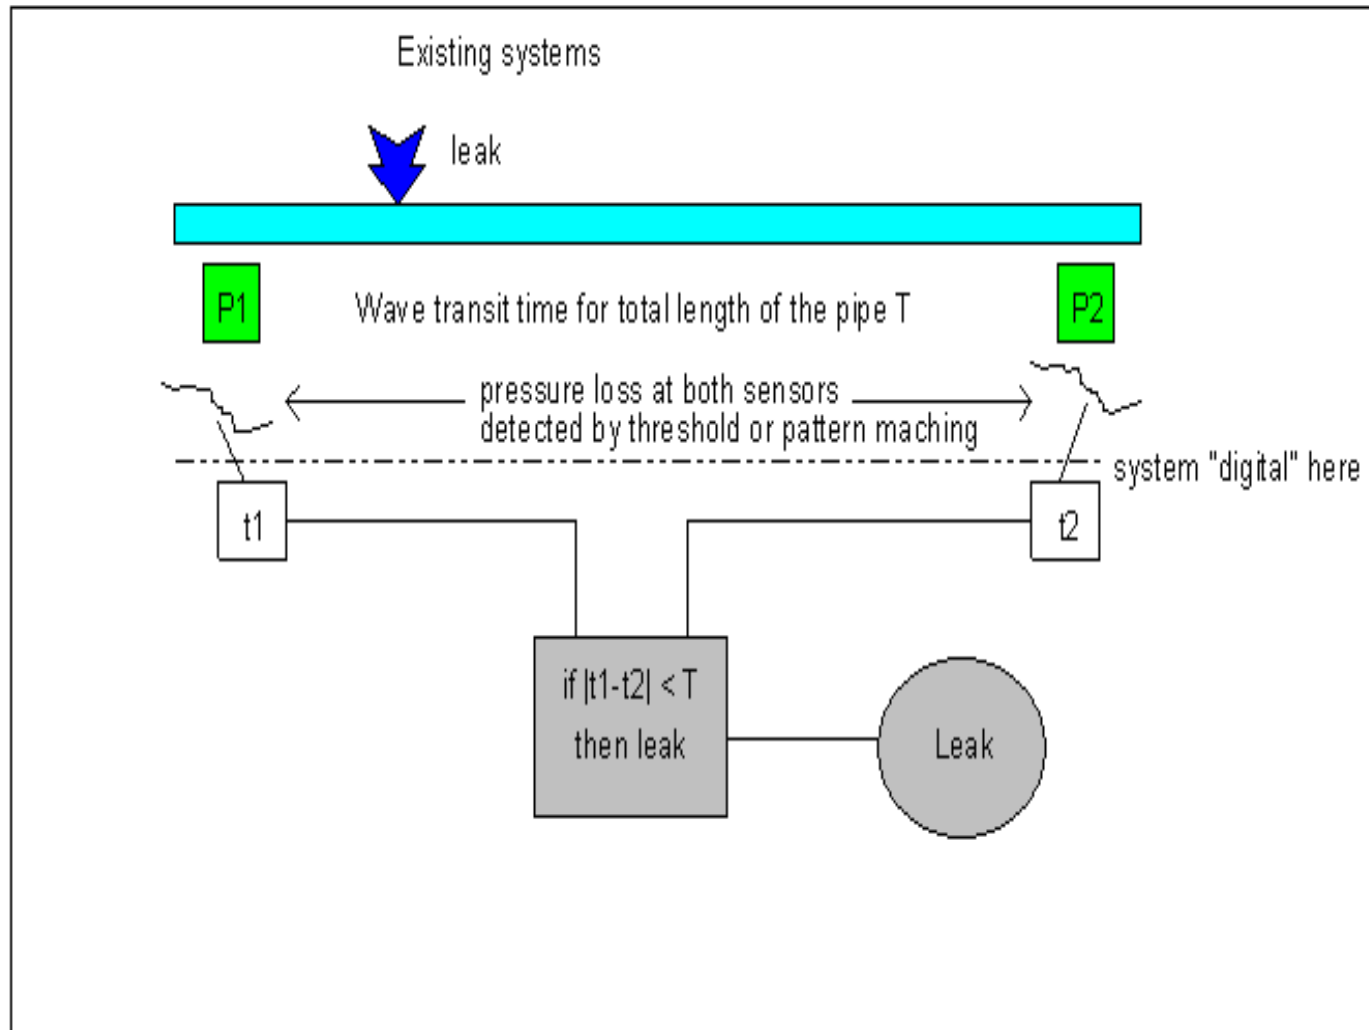 Existing systems
leak
P1
Wave transit time for total length of the pipe T
P2
pressure loss at both sensors
detected by threshold or pattern maching
system "digital" here
t1
t2
if |t1-t2| < T
then leak
Leak